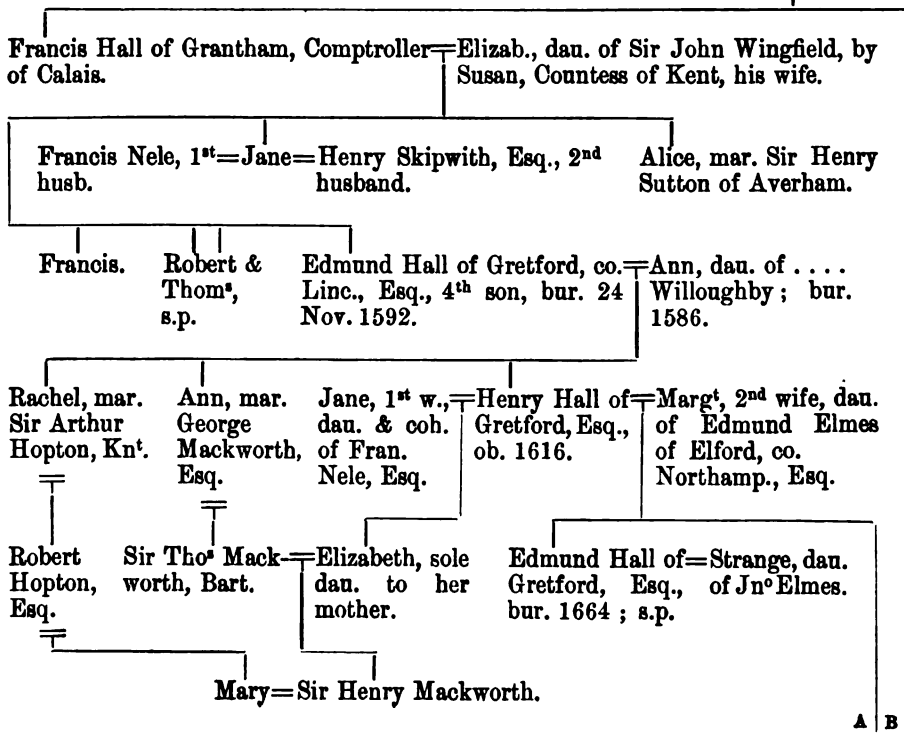 Francis Hall of Grantham, Comptroller=Elizab., dau. of Sir John Wingfield, by
of Calais. Susan, Countess of Kent, his wife.
Francis Nele, 1st=Jane=Henry Skipwith, Esq., 2nd Alice, mar. Sir Henry
husb. husband. Sutton of Averham.
Francis. Robert & Edmund Hall of Gretford, co.=Ann, dau. of . . . .
Thoms, Linc., Esq., 4th son, bur. 24 Willoughby ; bur.
s.p. Nov. 1592. 1586.
Rachel, mar. Ann, mar. Jane, 1st w.,=Henry Hall of=Margt, 2nd wife, dau.
Sir Arthur George dau. & coh. Gretford, Esq., of Edmund Elmes
Hopton, Knt. Mackworth, of Fran. ob. 1616. of Elford, co.
Esq. Nele, Esq. Northamp., Esq.
Robert Sir Thos Mack-=Elizabeth, sole Edmund Hall of=Strange, dau.
Hopton, worth, Bart. dau. to her Gretford, Esq., of Jno Elmes.
Esq. mother. bur. 1664 ; s.p.
Mary=Sir Henry Mackworth.
A B